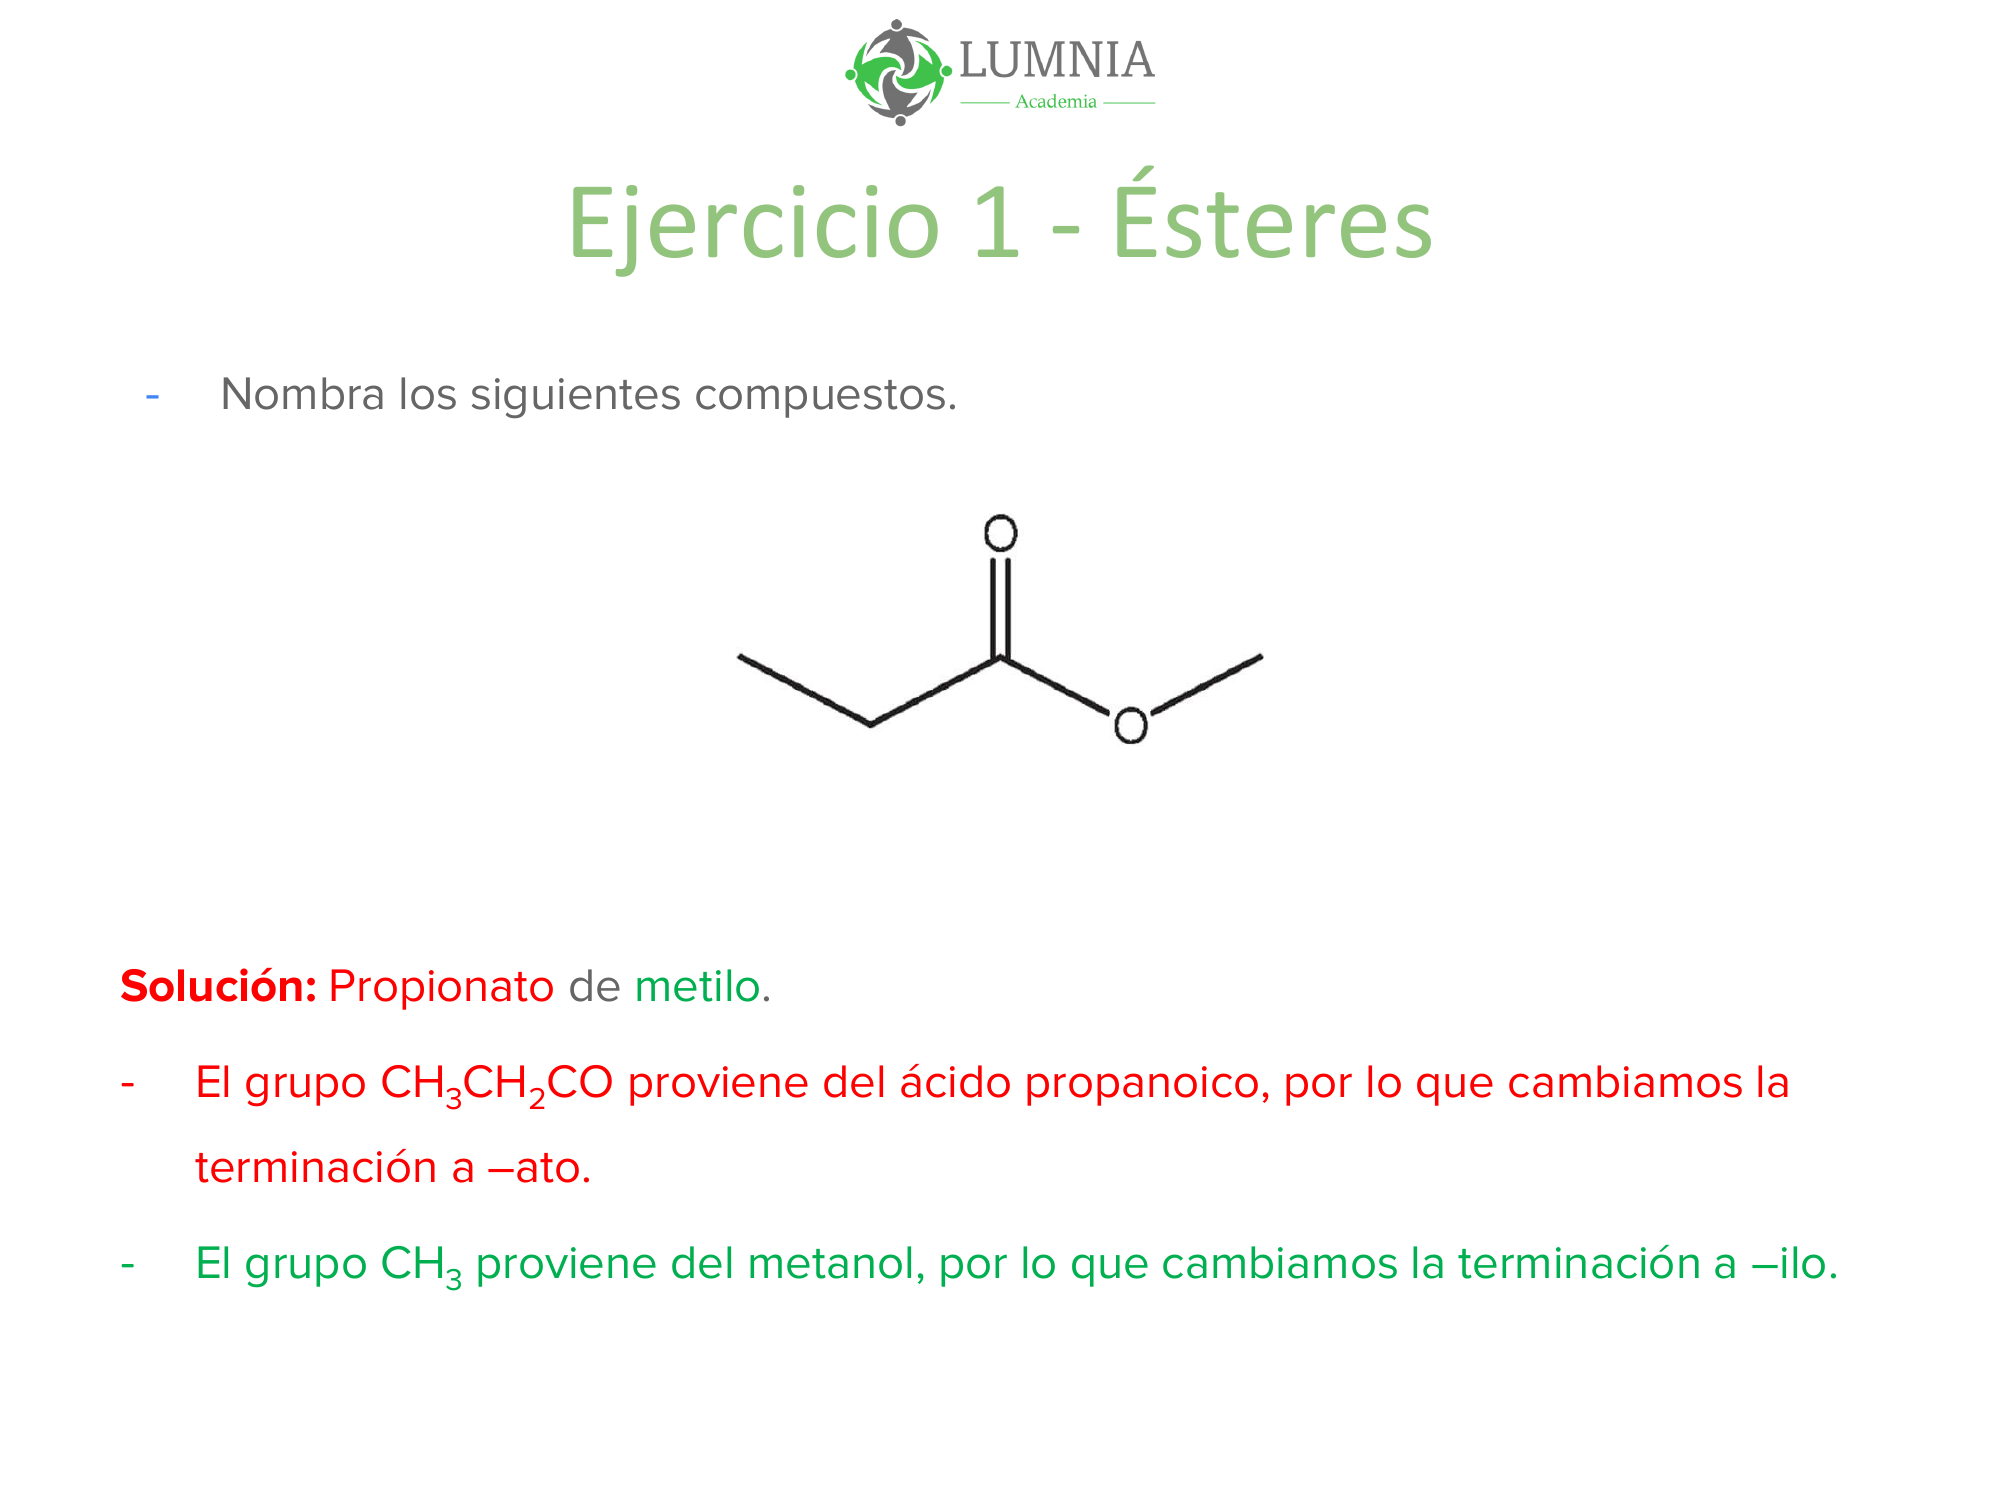 LUMNIA
Academia
Ejercicio 1 - Ésteres
- Nombra los siguientes compuestos.
O
O
Solución: Propionato de metilo.
- El grupo CH₃CH₂CO proviene del ácido propanoico, por lo que cambiamos la
terminación a –ato.
- El grupo CH₃ proviene del metanol, por lo que cambiamos la terminación a –ilo.